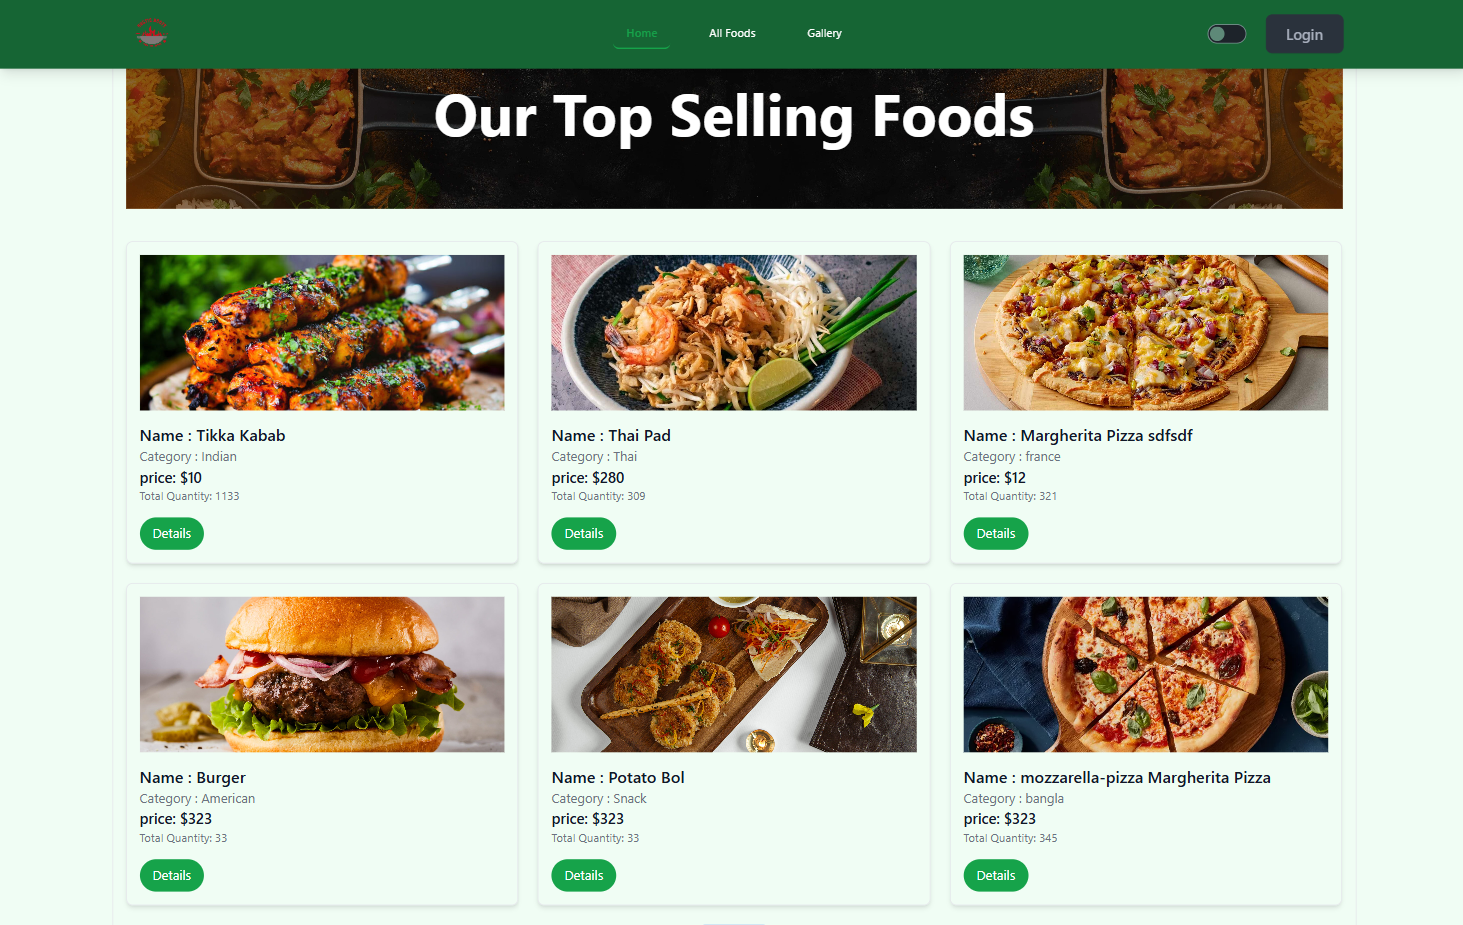 Home
All Foods
Gallery
Login
Our Top Selling Foods
Name : Tikka Kabab
Category : Indian
price: $10
Total Quantity: 1133
Details
Name : Thai Pad
Category : Thai
price: $280
Total Quantity: 309
Details
Name : Margherita Pizza sdfsdf
Category : france
price: $12
Total Quantity: 321
Details
Name : Burger
Category : American
price: $323
Total Quantity: 33
Details
Name : Potato Bol
Category : Snack
price: $323
Total Quantity: 33
Details
Name : mozzarella-pizza Margherita Pizza
Category : bangla
price: $323
Total Quantity: 345
Details